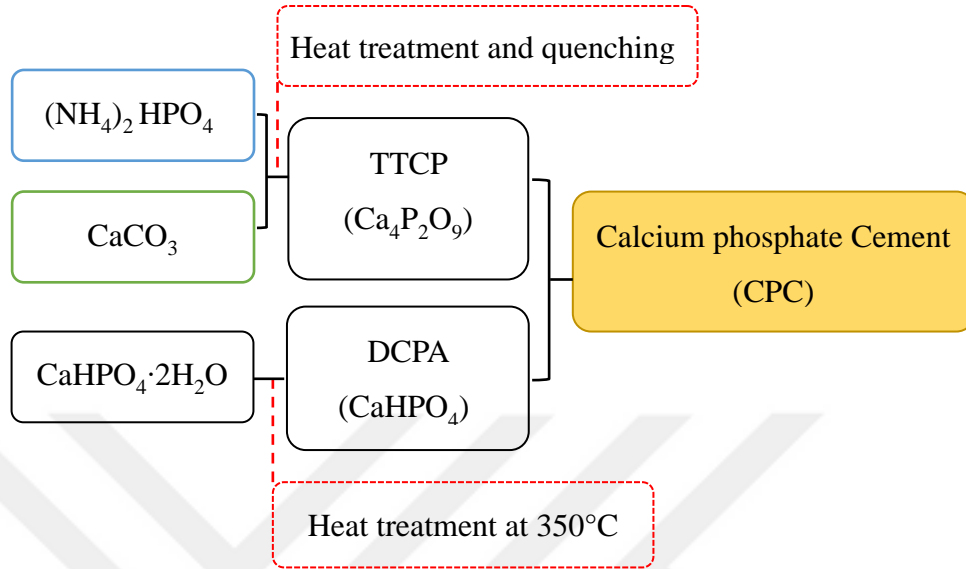 Heat treatment and quenching
(NH₄)₂ HPO₄
CaCO₃
TTCP
(Ca₄P₂O₉)
Calcium phosphate Cement
(CPC)
CaHPO₄·2H₂O
DCPA
(CaHPO₄)
Heat treatment at 350°C